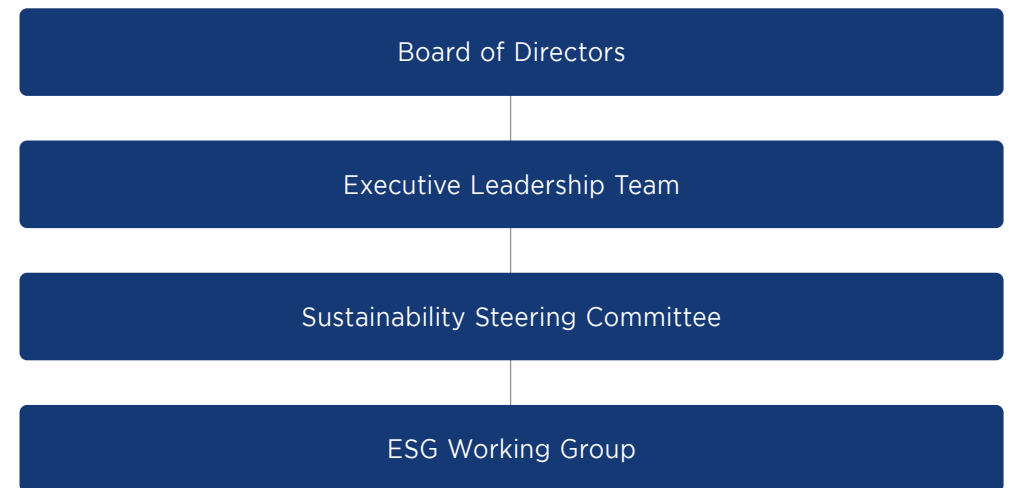 Board of Directors
Executive Leadership Team
Sustainability Steering Committee
ESG Working Group